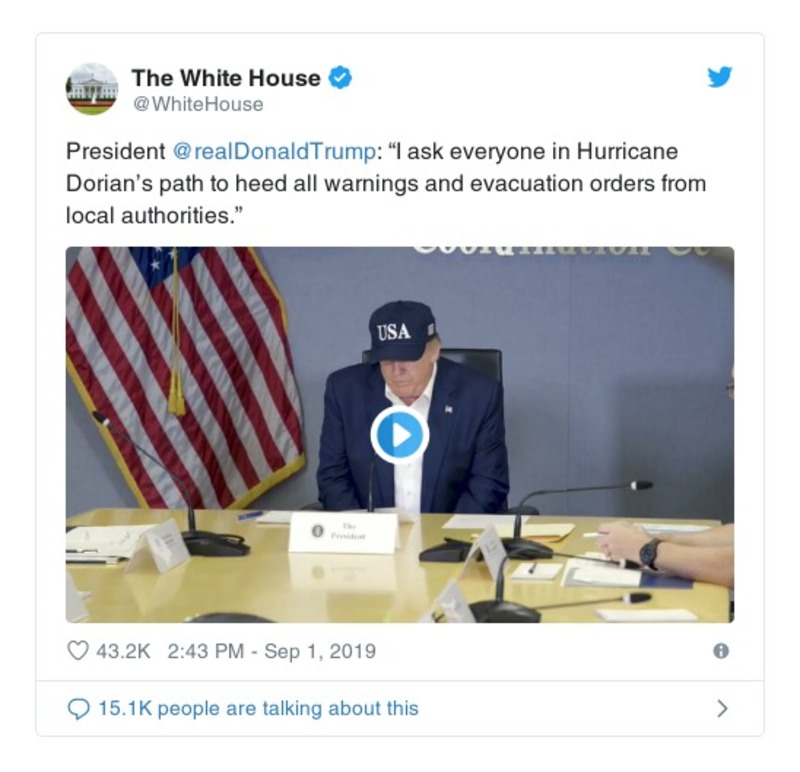 The White House
@WhiteHouse
President @realDonaldTrump: “I ask everyone in Hurricane
Dorian’s path to heed all warnings and evacuation orders from
local authorities.”
USA
The
President
43.2K 2:43 PM - Sep 1, 2019
15.1K people are talking about this